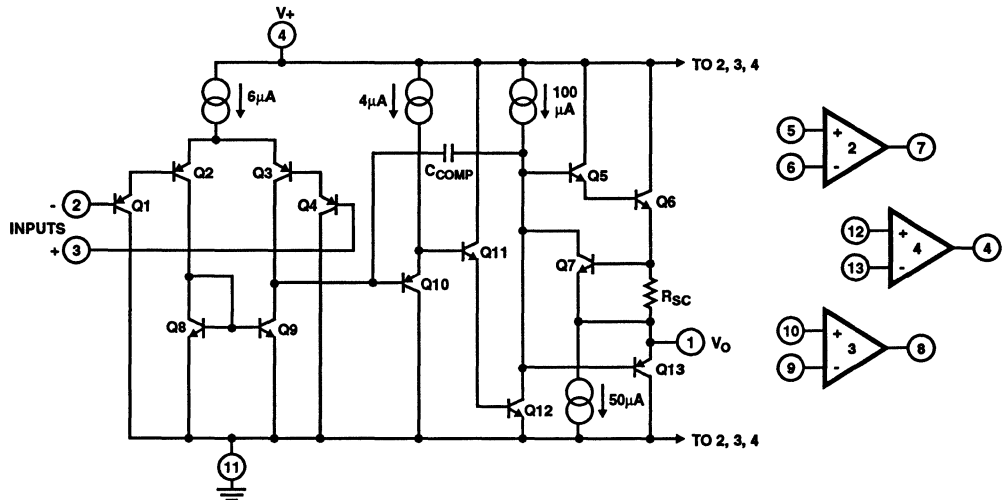 V+
4
TO 2, 3, 4
6µA
4µA
100
µA
CCOMP
Q2
Q3
Q5
Q6
- 2
Q1
Q4
INPUTS
+ 3
Q11
Q7
Q10
RSC
Q8
Q9
1 VO
Q13
Q12
50µA
TO 2, 3, 4
11
5
+
2
7
6
-
12
+
4
4
13
-
10
+
3
8
9
-